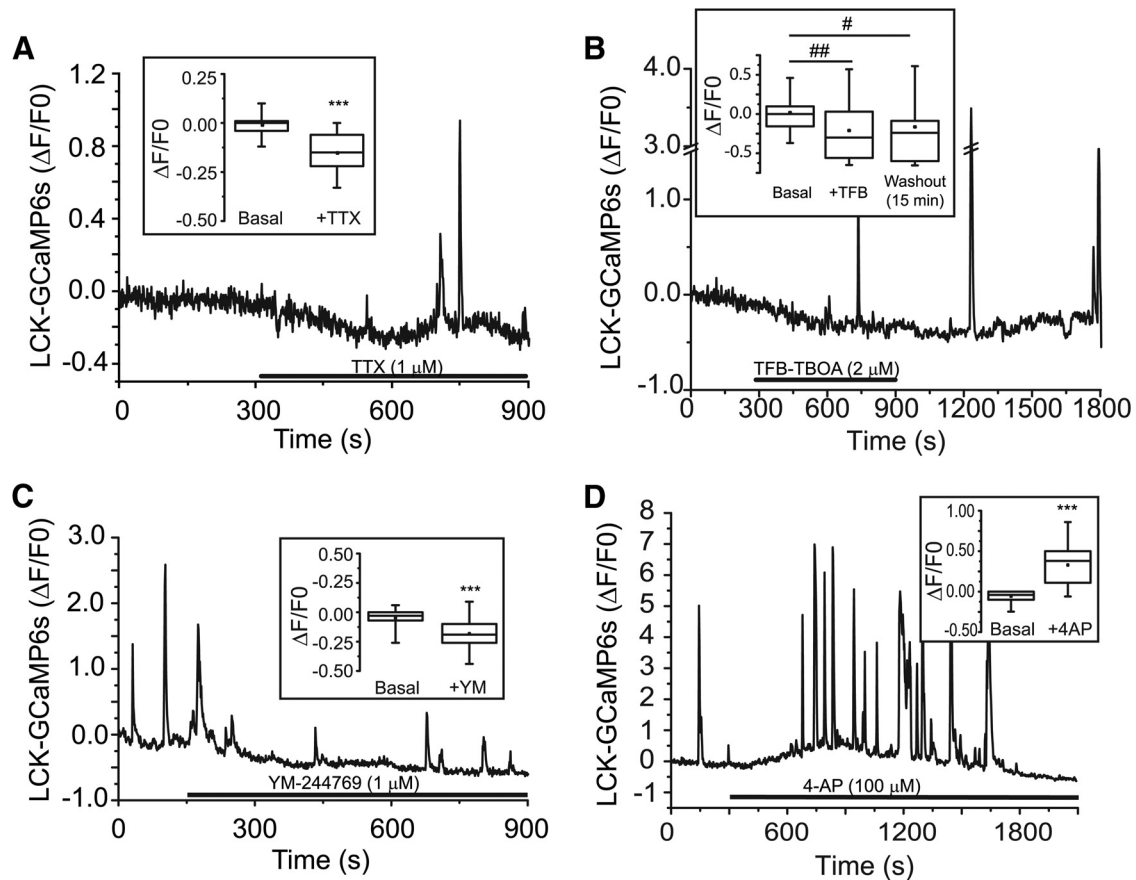 A
LCK-GCaMP6s (ΔF/F0)
1.2
0.8
0.4
0.0
-0.4
ΔF/F0
0.25
0.00
-0.25
-0.50
***
Basal
+TTX
TTX (1 µM)
0
300
600
900
Time (s)
B
LCK-GCaMP6s (ΔF/F0)
4.0
3.0
1.0
0.0
-1.0
ΔF/F0
0.5
0.0
-0.5
#
##
Basal
+TFB
Washout
(15 min)
TFB-TBOA (2 µM)
0
300
600
900
1200
1500
1800
Time (s)
C
LCK-GCaMP6s (ΔF/F0)
3.0
2.0
1.0
0.0
-1.0
ΔF/F0
0.50
-0.25
0.00
-0.25
-0.50
***
Basal
+YM
YM-244769 (1 µM)
0
300
600
900
Time (s)
D
LCK-GCaMP6s (ΔF/F0)
8
7
6
5
4
3
2
1
0
-1
ΔF/F0
1.00
0.50
-0.00
-0.50
***
Basal
+4AP
4-AP (100 µM)
0
600
1200
1800
Time (s)